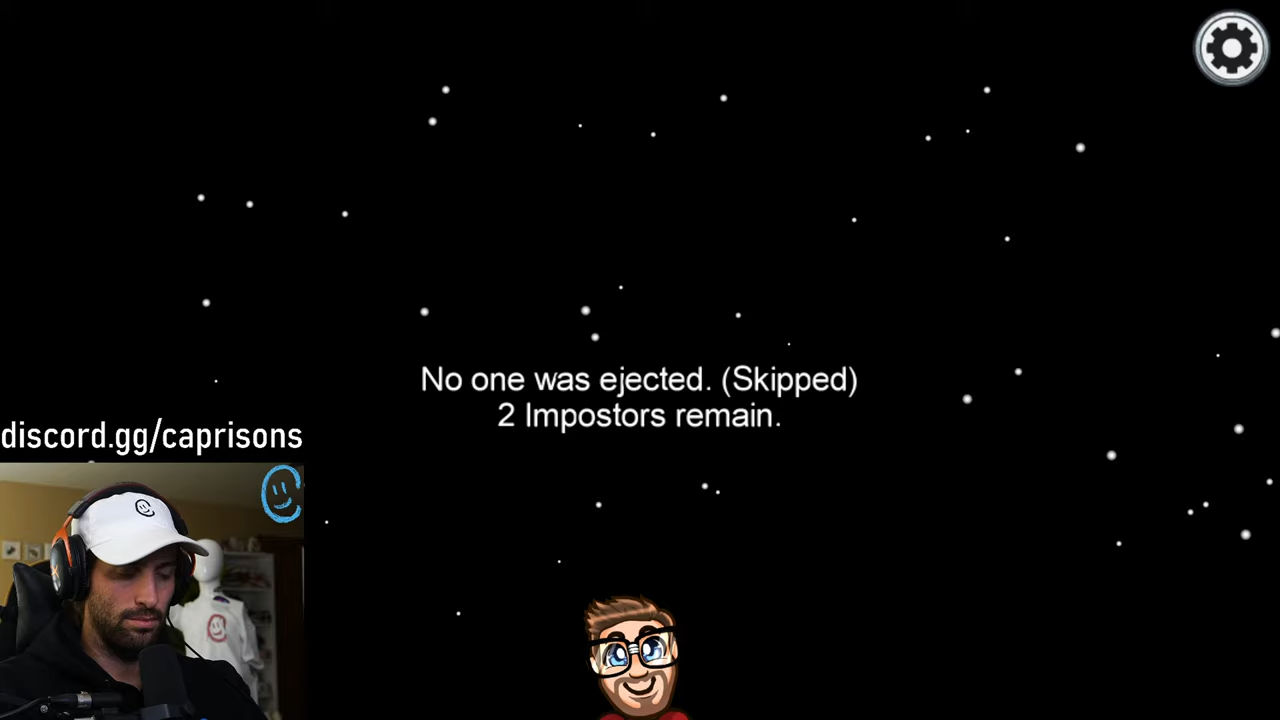 No one was ejected. (Skipped)
2 Impostors remain.
discord.gg/caprisons